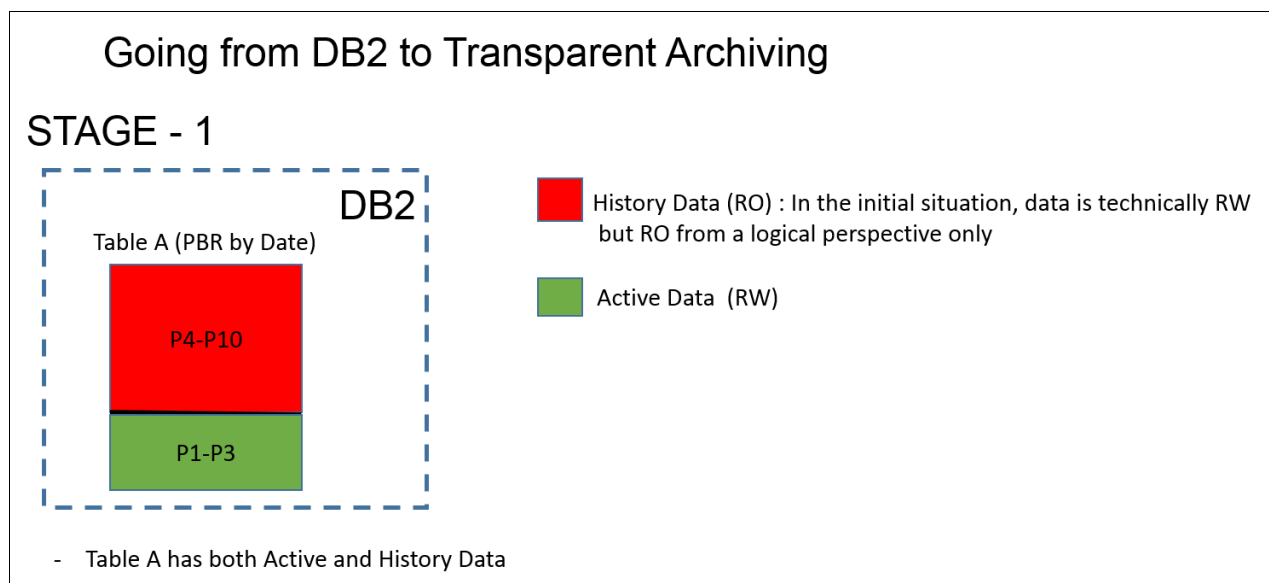 Going from DB2 to Transparent Archiving
STAGE - 1
DB2
Table A (PBR by Date)
P4-P10
P1-P3
History Data (RO) : In the initial situation, data is technically RW
but RO from a logical perspective only
Active Data  (RW)
-   Table A has both Active and History Data